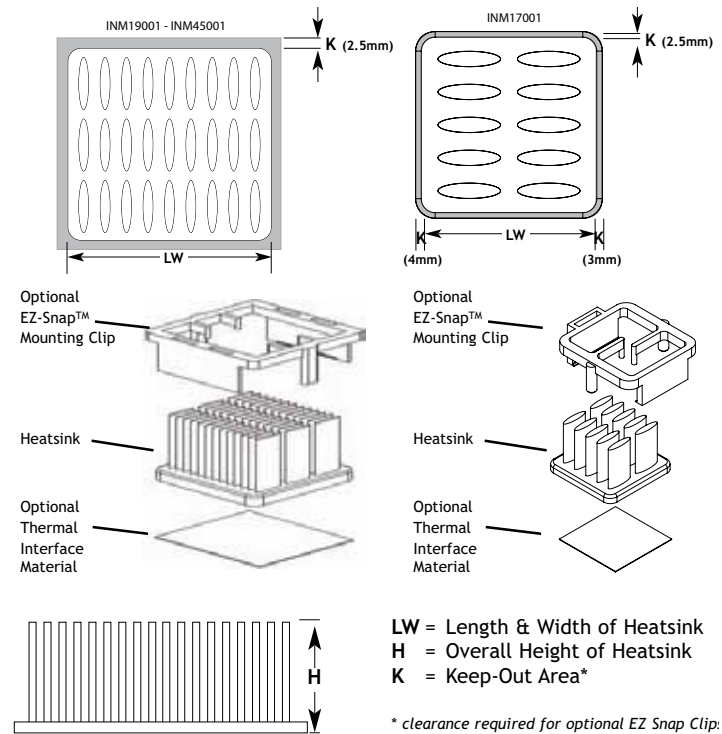 INM19001 - INM45001
K (2.5mm)
LW
INM17001
K (2.5mm)
K
LW
K
(4mm)
(3mm)
Optional
EZ-Snap™
Mounting Clip
Heatsink
Optional
Thermal
Interface
Material
Optional
EZ-Snap™
Mounting Clip
Heatsink
Optional
Thermal
Interface
Material
H
LW = Length & Width of Heatsink
H = Overall Height of Heatsink
K = Keep-Out Area*
* clearance required for optional EZ Snap Clips